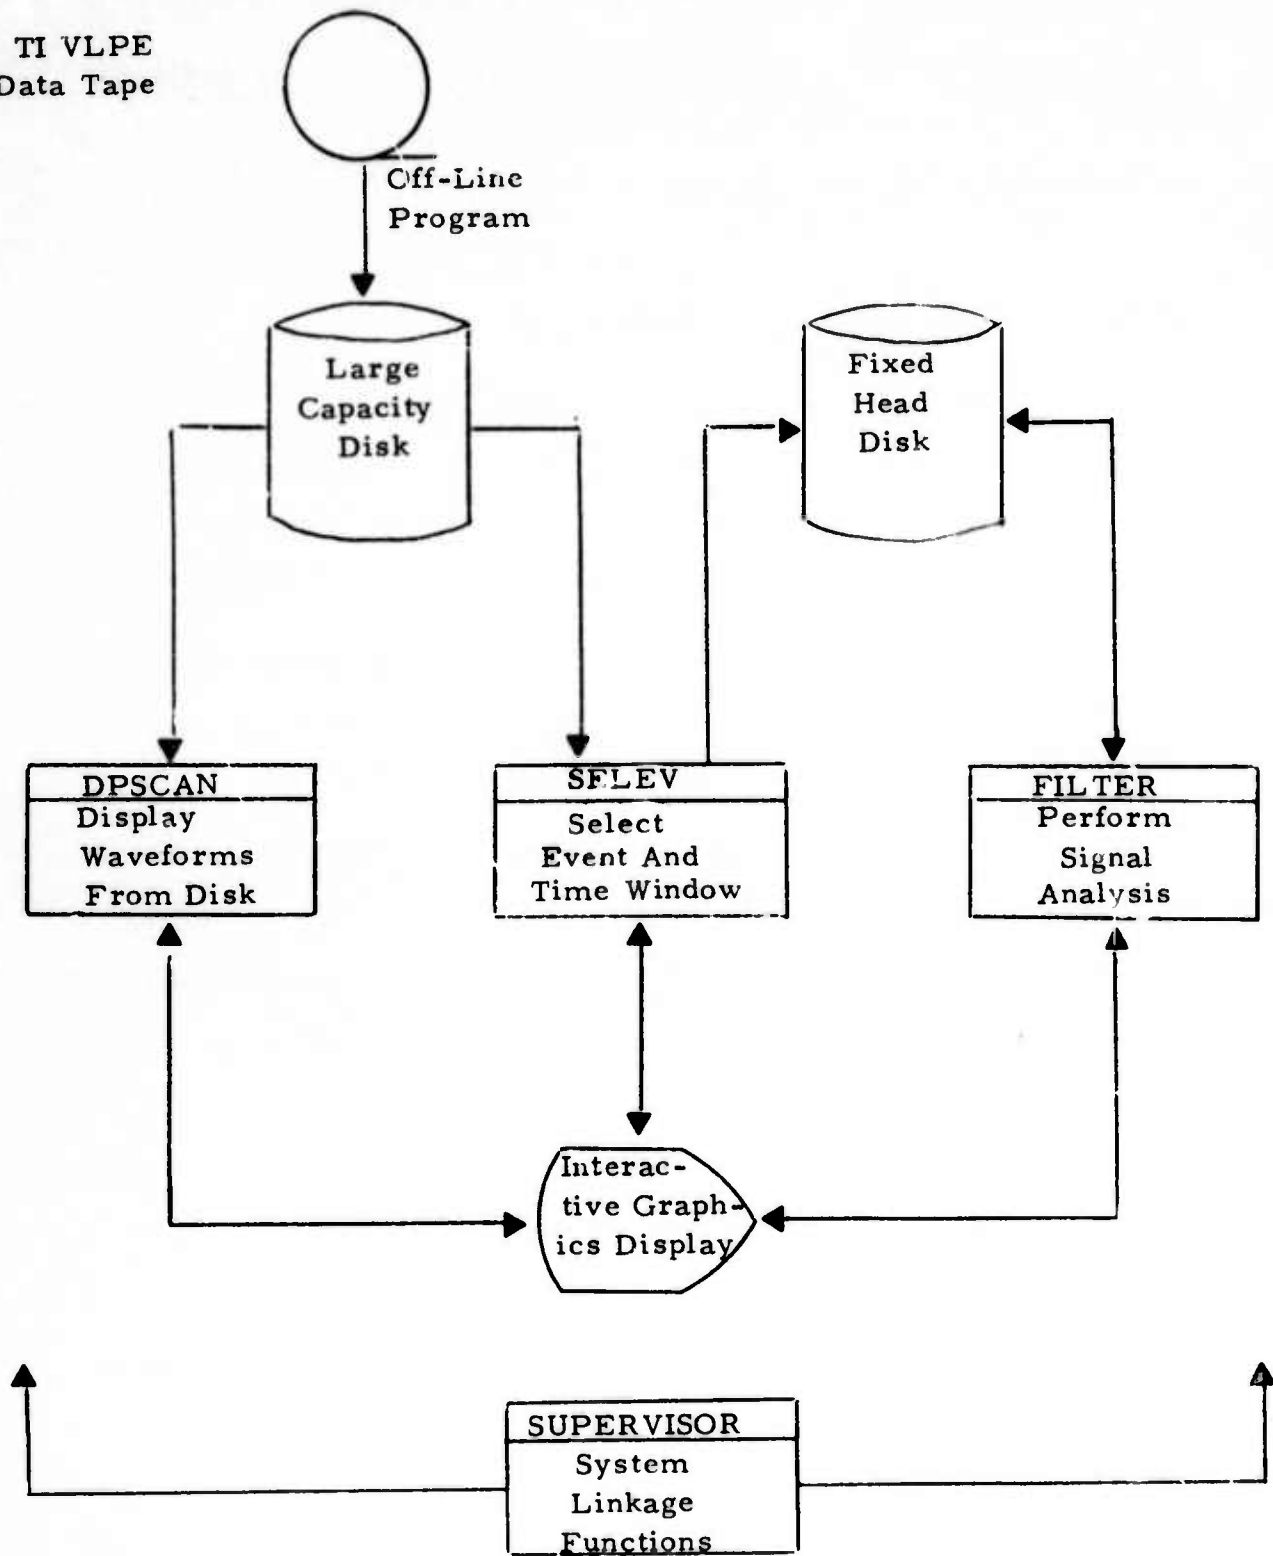 TI VLPE
Data Tape
Off-Line
Program
Large
Capacity
Disk
Fixed
Head
Disk
DPSCAN
Display
Waveforms
From Disk
SELEV
Select
Event And
Time Window
FILTER
Perform
Signal
Analysis
Interac-
tive Graph-
ics Display
SUPERVISOR
System
Linkage
Functions